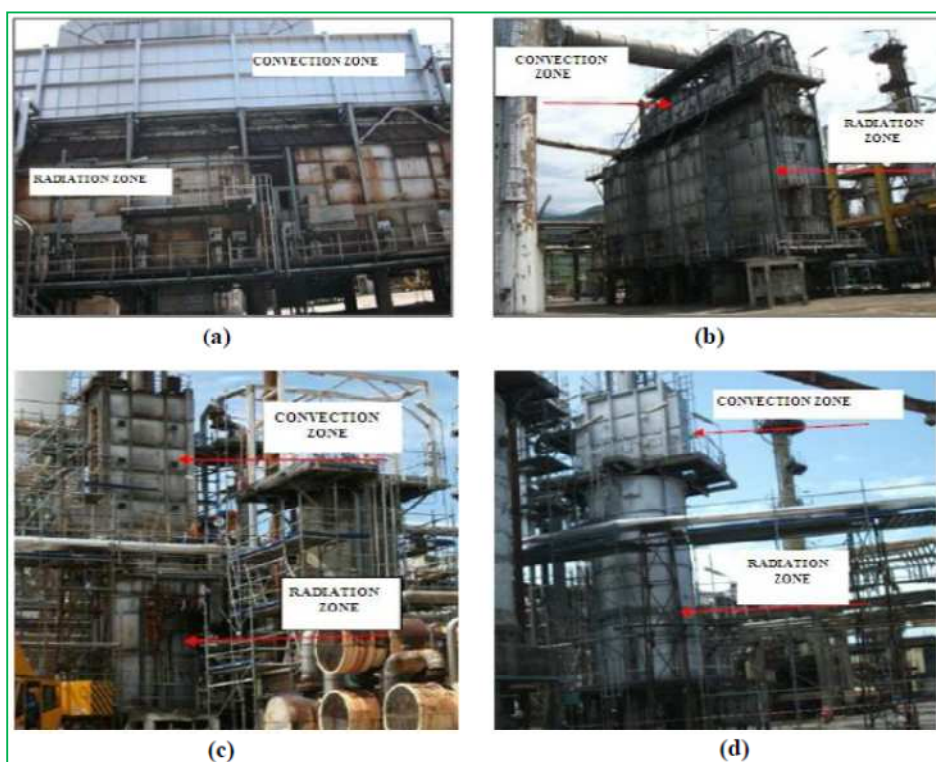 CONVECTION ZONE
RADIATION ZONE
(a)
CONVECTION
ZONE
RADIATION
ZONE
(b)
CONVECTION
ZONE
RADIATION
ZONE
(c)
CONVECTION ZONE
RADIATION
ZONE
(d)